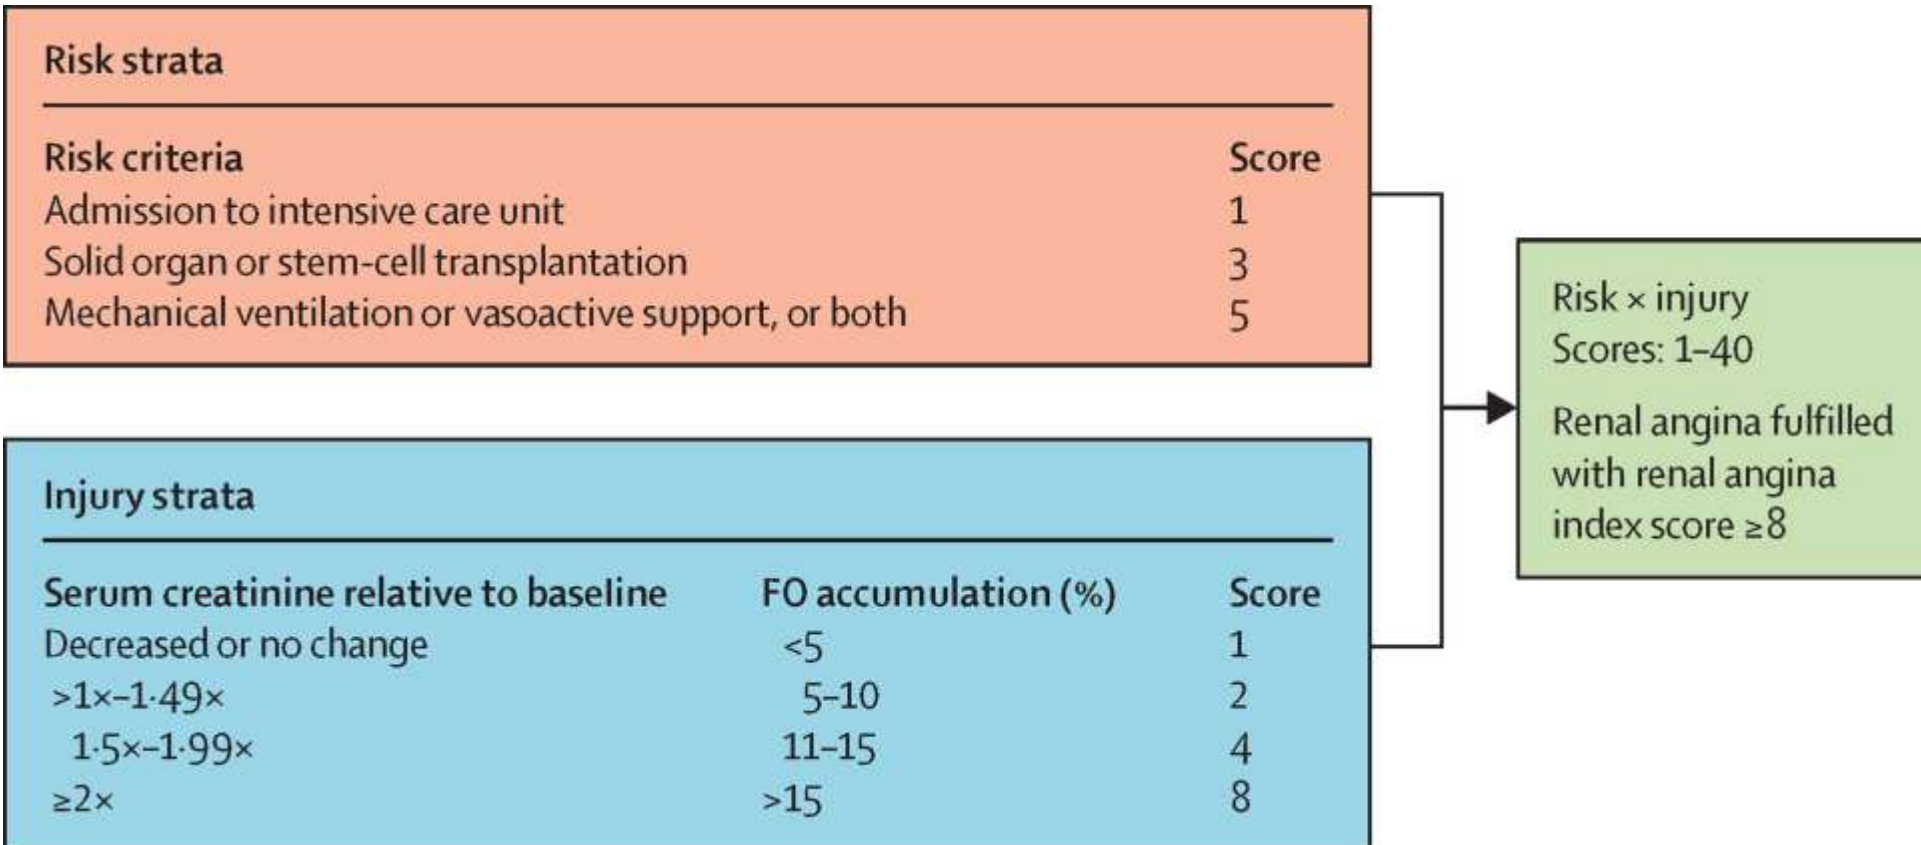 Risk strata
Risk criteria Score
Admission to intensive care unit 1
Solid organ or stem-cell transplantation 3
Mechanical ventilation or vasoactive support, or both 5
Injury strata
Serum creatinine relative to baseline FO accumulation (%) Score
Decreased or no change <5 1
>1×–1·49× 5–10 2
1·5×–1·99× 11–15 4
≥2× >15 8
Risk × injury
Scores: 1–40
Renal angina fulfilled
with renal angina
index score ≥8